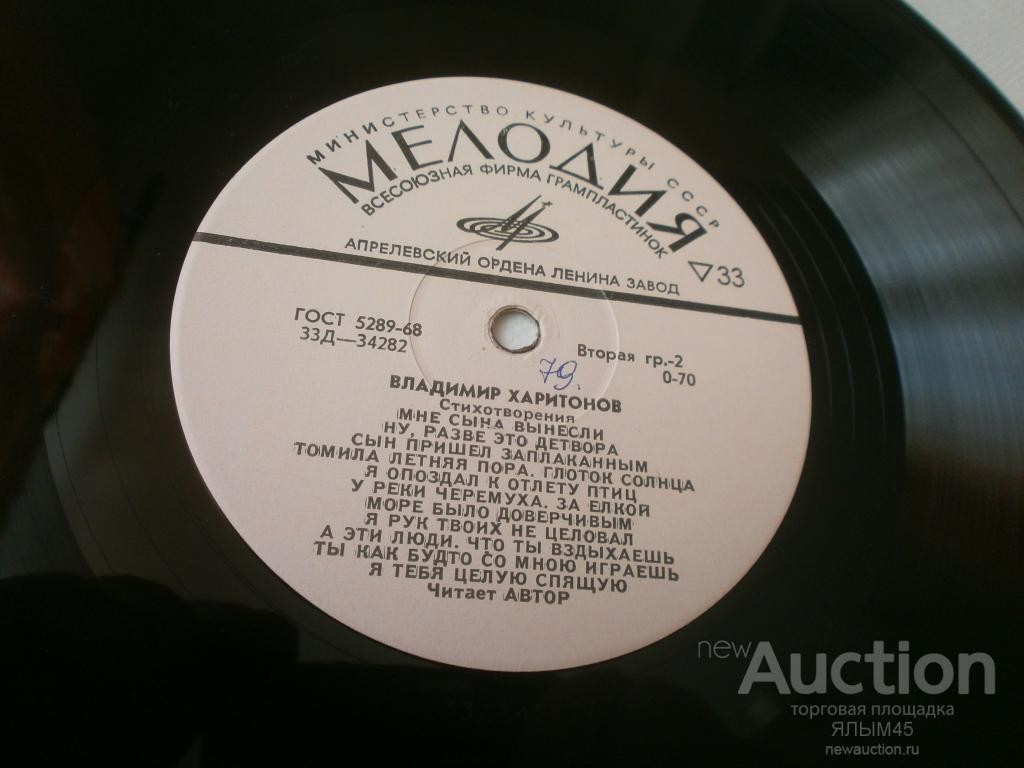 МИНИСТЕРСТВО КУЛЬТУРЫ СССР
МЕЛОДИЯ
ВСЕСОЮЗНАЯ ФИРМА ГРАМПЛАСТИНОК
АПРЕЛЕВСКИЙ ОРДЕНА ЛЕНИНА ЗАВОД
33
ГОСТ 5289-68
33Д—34282
Вторая гр.-2
0-70
79.
ВЛАДИМИР ХАРИТОНОВ
Стихотворения
МНЕ СЫНА ВЫНЕСЛИ
НУ, РАЗВЕ ЭТО ДЕТВОРА
СЫН ПРИШЕЛ ЗАПЛАКАННЫМ
ТОМИЛА ЛЕТНЯЯ ПОРА. ГЛОТОК СОЛНЦА
Я ОПОЗДАЛ К ОТЛЕТУ ПТИЦ
У РЕКИ ЧЕРЕМУХА. ЗА ЕЛКОЙ
МОРЕ БЫЛО ДОВЕРЧИВЫМ
Я РУК ТВОИХ НЕ ЦЕЛОВАЛ
А ЭТИ ЛЮДИ. ЧТО ТЫ ВЗДЫХАЕШЬ
ТЫ КАК БУДТО СО МНОЮ ИГРАЕШЬ
Я ТЕБЯ ЦЕЛУЮ СПЯЩУЮ
Читает АВТОР
newAuction
торговая площадка
ЯЛЫМ45
newauction.ru